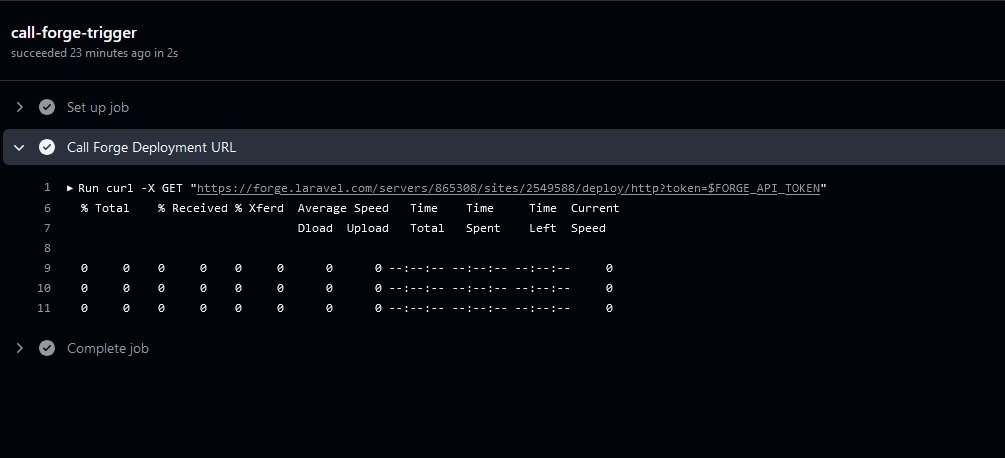 call-forge-trigger
succeeded 23 minutes ago in 2s
Set up job
Call Forge Deployment URL
1 Run curl -X GET "https://forge.laravel.com/servers/865308/sites/2549588/deploy/http?token=$FORGE_API_TOKEN"
6 % Total % Received % Xferd Average Speed Time Time Time Current
7 Dload Upload Total Spent Left Speed
8
9 0 0 0 0 0 0 0 0 --:--:-- --:--:-- --:--:-- 0
10 0 0 0 0 0 0 0 0 --:--:-- --:--:-- --:--:-- 0
11 0 0 0 0 0 0 0 0 --:--:-- --:--:-- --:--:-- 0
Complete job